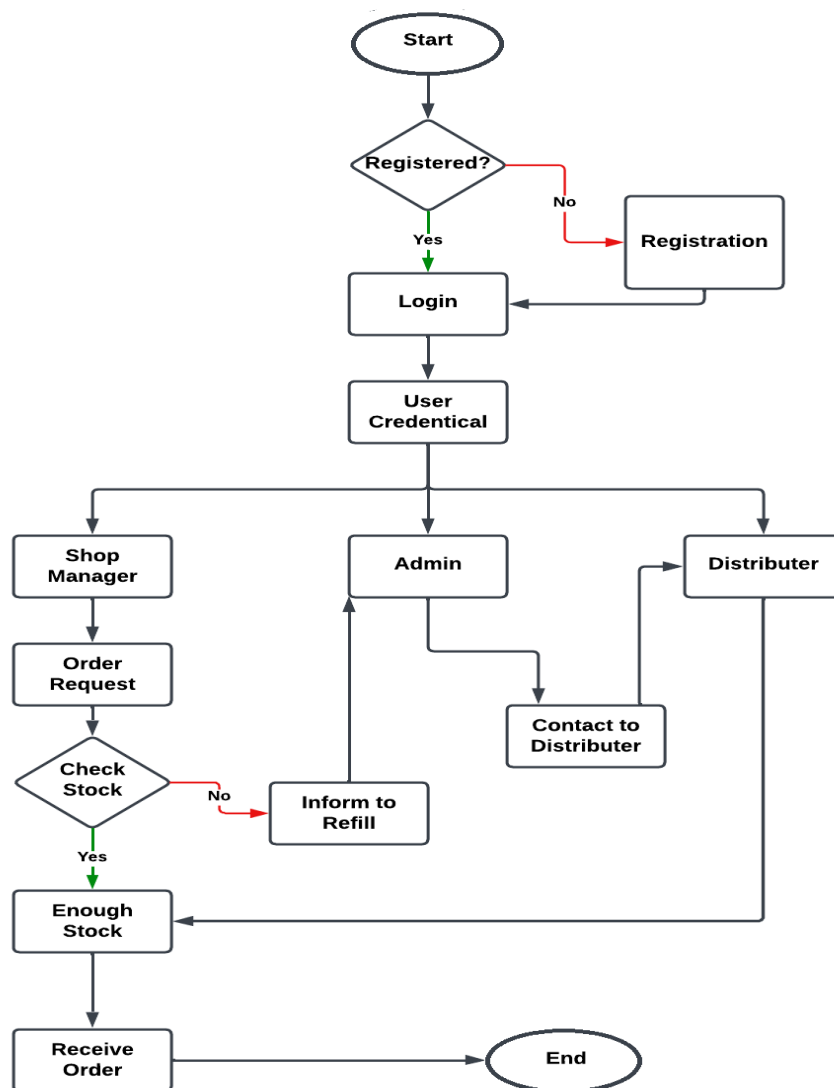 Start
Registered?
No
Registration
Yes
Login
User
Credentical
Shop
Manager
Admin
Distributer
Order
Request
Contact to
Distributer
Check
Stock
No
Inform to
Refill
Yes
Enough
Stock
Receive
Order
End